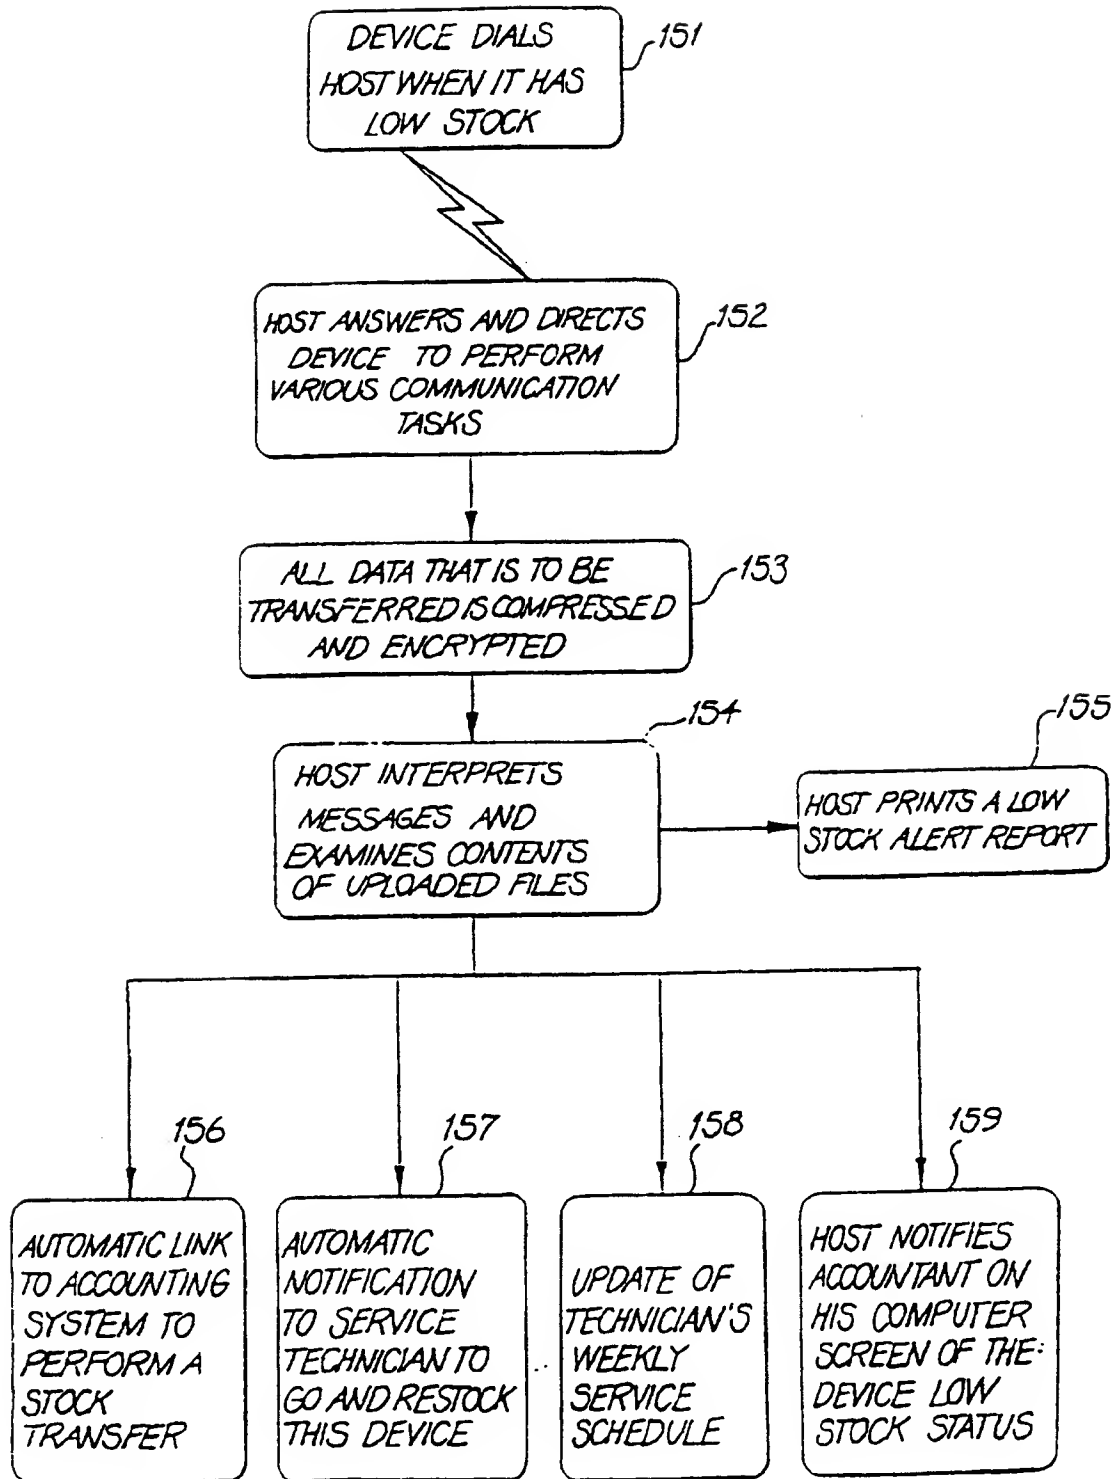 DEVICE DIALS
HOST WHEN IT HAS
LOW STOCK
151
HOST ANSWERS AND DIRECTS
DEVICE TO PERFORM
VARIOUS COMMUNICATION
TASKS
152
ALL DATA THAT IS TO BE
TRANSFERRED IS COMPRESSED
AND ENCRYPTED
153
HOST INTERPRETS
MESSAGES AND
EXAMINES CONTENTS
OF UPLOADED FILES
154
HOST PRINTS A LOW
STOCK ALERT REPORT
155
AUTOMATIC LINK
TO ACCOUNTING
SYSTEM TO
PERFORM A
STOCK
TRANSFER
156
AUTOMATIC
NOTIFICATION
TO SERVICE
TECHNICIAN TO
GO AND RESTOCK
THIS DEVICE
157
UPDATE OF
TECHNICIAN'S
WEEKLY
SERVICE
SCHEDULE
158
HOST NOTIFIES
ACCOUNTANT ON
HIS COMPUTER
SCREEN OF THE
DEVICE LOW
STOCK STATUS
159